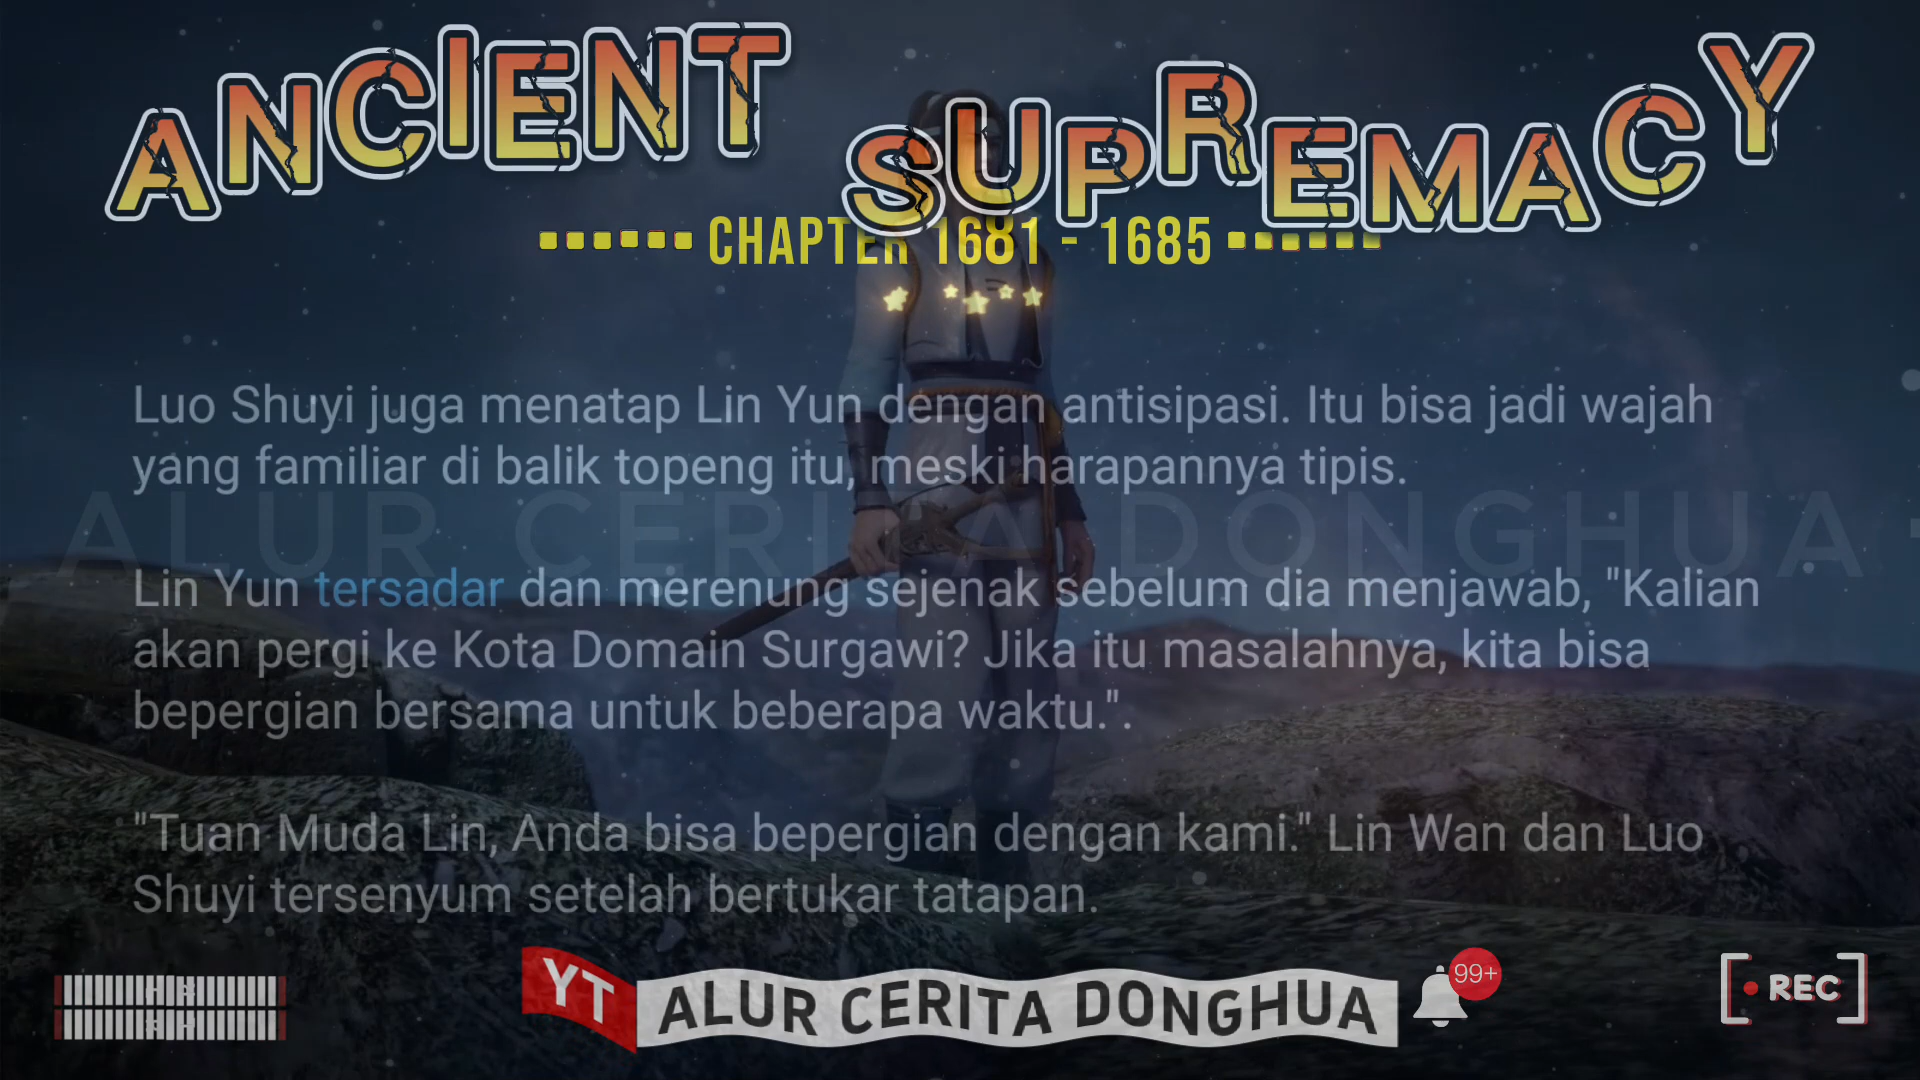 ANCIENT SUPREMACY
CHAPTER 1681 - 1685
Luo Shuyi juga menatap Lin Yun dengan antisipasi. Itu bisa jadi wajah
yang familiar di balik topeng itu, meski harapannya tipis.
ALUR CERITA DONGHUA
Lin Yun tersadar dan merenung sejenak sebelum dia menjawab, "Kalian
akan pergi ke Kota Domain Surgawi? Jika itu masalahnya, kita bisa
bepergian bersama untuk beberapa waktu.".
"Tuan Muda Lin, Anda bisa bepergian dengan kami." Lin Wan dan Luo
Shuyi tersenyum setelah bertukar tatapan.
YT ALUR CERITA DONGHUA 99+
REC